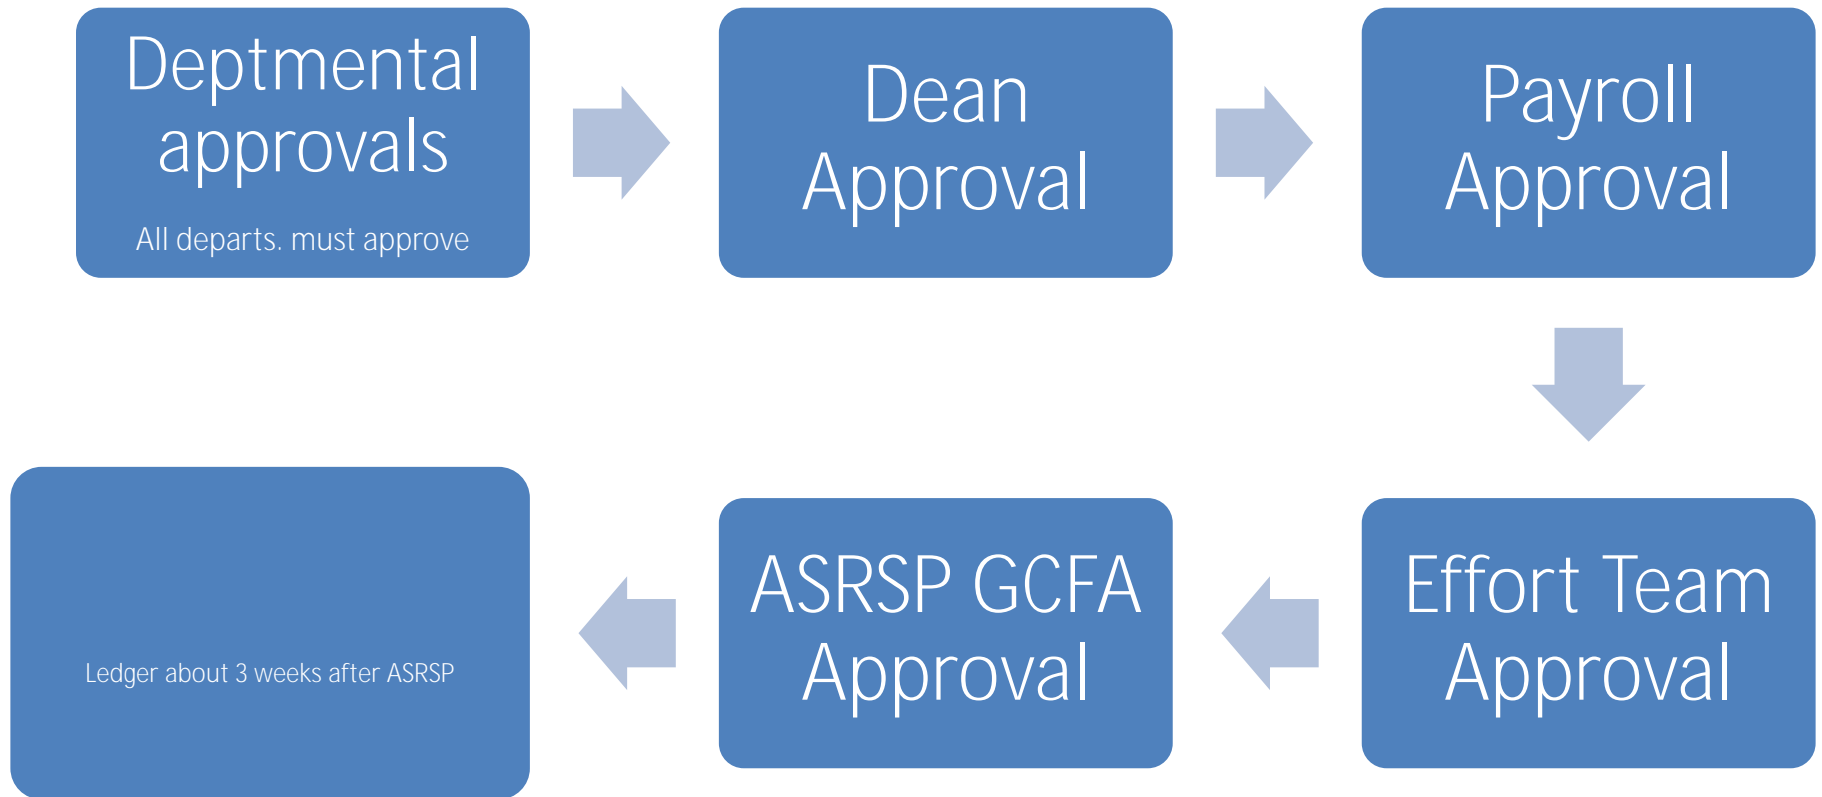 Deptmental
approvals
All departs. must approve
Dean
Approval
Payroll
Approval
Effort Team
Approval
ASRSP GCFA
Approval
Ledger about 3 weeks after ASRSP